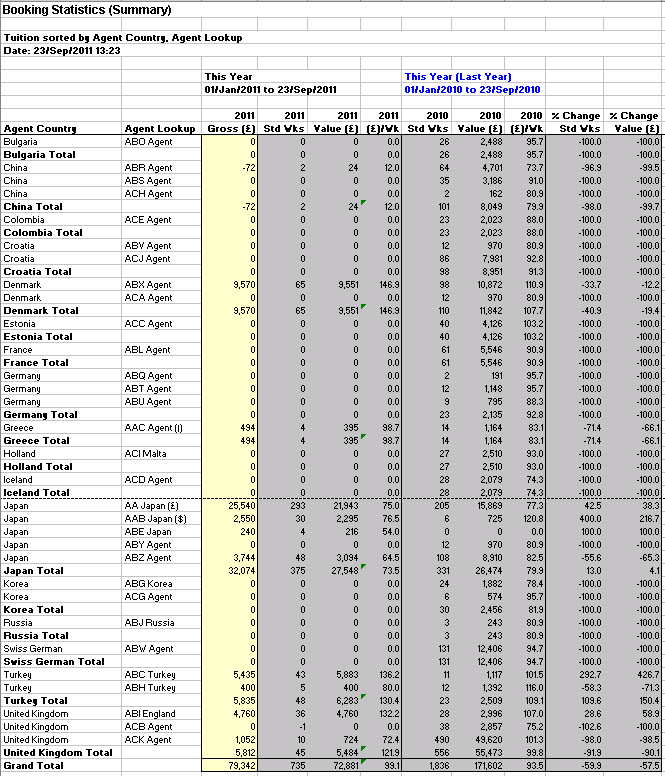 Booking Statistics (Summary)
Tuition sorted by Agent Country, Agent Lookup
Date: 23/Sep/2011 13:23
This Year This Year (Last Year)
01/Jan/2011 to 23/Sep/2011 01/Jan/2010 to 23/Sep/2010
2011 2011 2011 2011 2010 2010 2010 % Change % Change
Agent Country Agent Lookup Gross (£) Std Wks Value (£) (£)/Wk Std Wks Value (£) (£)/Wk Std Wks Value (£)
Bulgaria ABO Agent 0 0 0 0.0 26 2,488 95.7 -100.0 -100.0
Bulgaria Total 0 0 0 0.0 26 2,488 95.7 -100.0 -100.0
China ABR Agent -72 2 24 12.0 64 4,701 73.7 -96.9 -99.5
China ABS Agent 0 0 0 0.0 35 3,186 91.0 -100.0 -100.0
China ACH Agent 0 0 0 0.0 2 162 80.9 -100.0 -100.0
China Total -72 2 24 12.0 101 8,049 79.9 -98.0 -99.7
Colombia ACE Agent 0 0 0 0.0 23 2,023 88.0 -100.0 -100.0
Colombia Total 0 0 0 0.0 23 2,023 88.0 -100.0 -100.0
Croatia ABV Agent 0 0 0 0.0 12 970 80.9 -100.0 -100.0
Croatia ACJ Agent 0 0 0 0.0 86 7,981 92.8 -100.0 -100.0
Croatia Total 0 0 0 0.0 98 8,951 91.3 -100.0 -100.0
Denmark ABX Agent 9,570 65 9,551 146.9 98 10,872 110.9 -33.7 -12.2
Denmark ACA Agent 0 0 0 0.0 12 970 80.9 -100.0 -100.0
Denmark Total 9,570 65 9,551 146.9 110 11,842 107.7 -40.9 -19.4
Estonia ACC Agent 0 0 0 0.0 40 4,126 103.2 -100.0 -100.0
Estonia Total 0 0 0 0.0 40 4,126 103.2 -100.0 -100.0
France ABL Agent 0 0 0 0.0 61 5,546 90.9 -100.0 -100.0
France Total 0 0 0 0.0 61 5,546 90.9 -100.0 -100.0
Germany ABQ Agent 0 0 0 0.0 2 191 95.7 -100.0 -100.0
Germany ABT Agent 0 0 0 0.0 12 1,148 95.7 -100.0 -100.0
Germany ABU Agent 0 0 0 0.0 9 795 88.3 -100.0 -100.0
Germany Total 0 0 0 0.0 23 2,135 92.8 -100.0 -100.0
Greece AAC Agent (I) 494 4 395 98.7 14 1,164 83.1 -71.4 -66.1
Greece Total 494 4 395 98.7 14 1,164 83.1 -71.4 -66.1
Holland ACI Malta 0 0 0 0.0 27 2,510 93.0 -100.0 -100.0
Holland Total 0 0 0 0.0 27 2,510 93.0 -100.0 -100.0
Iceland ACD Agent 0 0 0 0.0 28 2,079 74.3 -100.0 -100.0
Iceland Total 0 0 0 0.0 28 2,079 74.3 -100.0 -100.0
Japan AA Japan (£) 25,540 293 21,943 75.0 205 15,869 77.3 42.5 38.3
Japan AAB Japan ($) 2,550 30 2,295 76.5 6 725 120.8 400.0 216.7
Japan ABE Japan 240 4 216 54.0 0 0 0.0 100.0 100.0
Japan ABY Agent 0 0 0 0.0 12 970 80.9 -100.0 -100.0
Japan ABZ Agent 3,744 48 3,094 64.5 108 8,910 82.5 -55.6 -65.3
Japan Total 32,074 375 27,548 73.5 331 26,474 79.9 13.0 4.1
Korea ABG Korea 0 0 0 0.0 24 1,882 78.4 -100.0 -100.0
Korea ACG Agent 0 0 0 0.0 6 574 95.7 -100.0 -100.0
Korea Total 0 0 0 0.0 30 2,456 81.9 -100.0 -100.0
Russia ABJ Russia 0 0 0 0.0 3 243 80.9 -100.0 -100.0
Russia Total 0 0 0 0.0 3 243 80.9 -100.0 -100.0
Swiss German ABW Agent 0 0 0 0.0 131 12,406 94.7 -100.0 -100.0
Swiss German Total 0 0 0 0.0 131 12,406 94.7 -100.0 -100.0
Turkey ABC Turkey 5,435 43 5,883 136.2 11 1,117 101.5 292.7 426.7
Turkey ABH Turkey 400 5 400 80.0 12 1,392 116.0 -58.3 -71.3
Turkey Total 5,835 48 6,283 130.4 23 2,509 109.1 109.6 150.4
United Kingdom ABI England 4,760 36 4,760 132.2 28 2,996 107.0 28.6 58.9
United Kingdom ACB Agent 0 -1 0 0.0 38 2,857 75.2 -102.6 -100.0
United Kingdom ACK Agent 1,052 10 724 72.4 490 49,620 101.3 -98.0 -98.5
United Kingdom Total 5,812 45 5,484 121.9 556 55,473 99.8 -91.9 -90.1
Grand Total 79,342 735 72,881 99.1 1,836 171,602 93.5 -59.9 -57.5